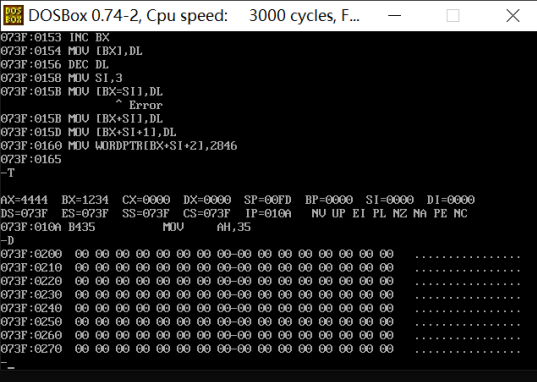 DOS
BOX
DOSBox 0.74-2, Cpu speed:    3000 cycles, F...
073F:0153 INC BX
073F:0154 MOV [BX],DL
073F:0156 DEC DL
073F:0158 MOV SI,3
073F:015B MOV [BX=SI],DL
^ Error
073F:015B MOV [BX+SI],DL
073F:015D MOV [BX+SI+1],DL
073F:0160 MOV WORDPTR[BX+SI+2],2846
073F:0165
-T
AX=4444  BX=1234  CX=0000  DX=0000  SP=00FD  BP=0000  SI=0000  DI=0000
DS=073F  ES=073F  SS=073F  CS=073F  IP=010A   NV UP EI PL NZ NA PE NC
073F:010A B435          MOV     AH,35
-D
073F:0200  00 00 00 00 00 00 00 00-00 00 00 00 00 00 00 00   ................
073F:0210  00 00 00 00 00 00 00 00-00 00 00 00 00 00 00 00   ................
073F:0220  00 00 00 00 00 00 00 00-00 00 00 00 00 00 00 00   ................
073F:0230  00 00 00 00 00 00 00 00-00 00 00 00 00 00 00 00   ................
073F:0240  00 00 00 00 00 00 00 00-00 00 00 00 00 00 00 00   ................
073F:0250  00 00 00 00 00 00 00 00-00 00 00 00 00 00 00 00   ................
073F:0260  00 00 00 00 00 00 00 00-00 00 00 00 00 00 00 00   ................
073F:0270  00 00 00 00 00 00 00 00-00 00 00 00 00 00 00 00   ................
-_